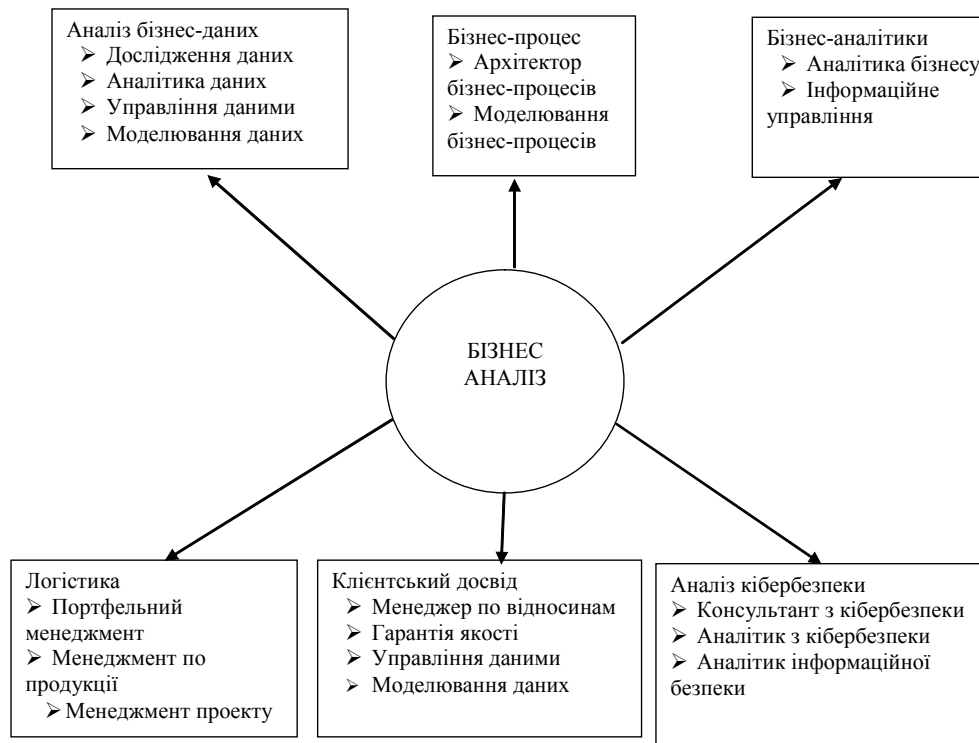 Аналіз бізнес-даних
➢ Дослідження даних
➢ Аналітика даних
➢ Управління даними
➢ Моделювання даних
Бізнес-процес
➢ Архітектор
бізнес-процесів
➢ Моделювання
бізнес-процесів
Бізнес-аналітики
➢ Аналітика бізнесу
➢ Інформаційне
управління
БІЗНЕС
АНАЛІЗ
Логістика
➢ Портфельний
менеджмент
➢ Менеджмент по
продукції
➢ Менеджмент проекту
Клієнтський досвід
➢ Менеджер по відносинам
➢ Гарантія якості
➢ Управління даними
➢ Моделювання даних
Аналіз кібербезпеки
➢ Консультант з кібербезпеки
➢ Аналітик з кібербезпеки
➢ Аналітик інформаційної
безпеки